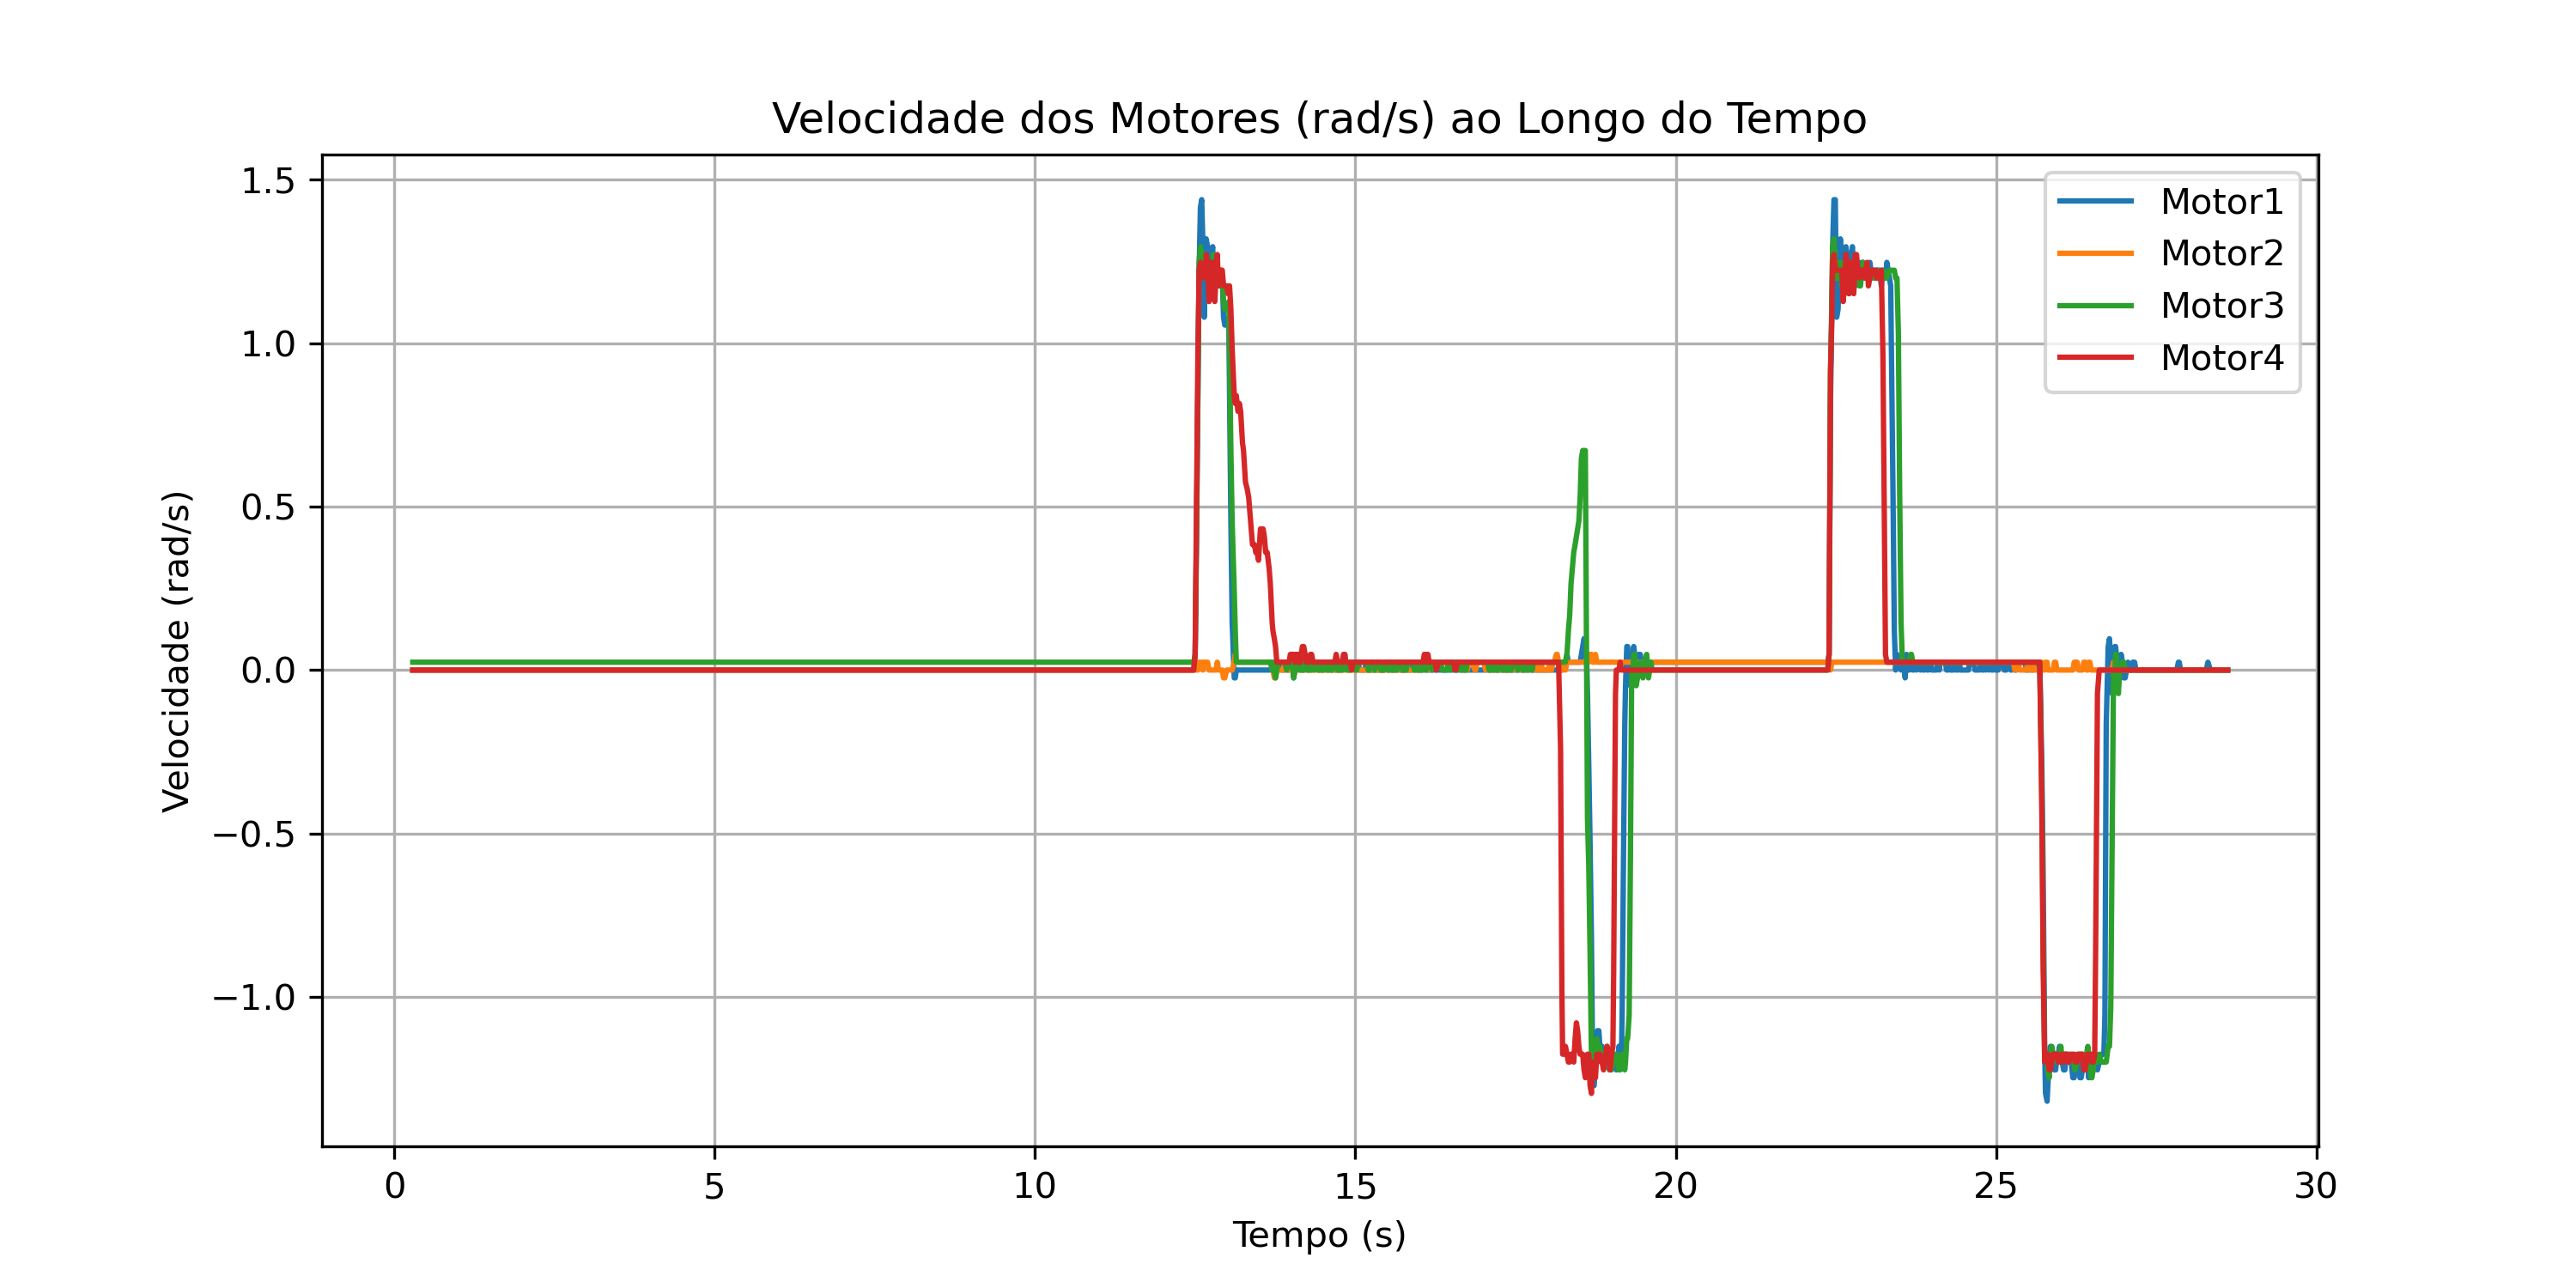 Velocidade dos Motores (rad/s) ao Longo do Tempo
1.5
1.0
0.5
0.0
−0.5
−1.0
Velocidade (rad/s)
Motor1
Motor2
Motor3
Motor4
0 5 10 15 20 25 30
Tempo (s)